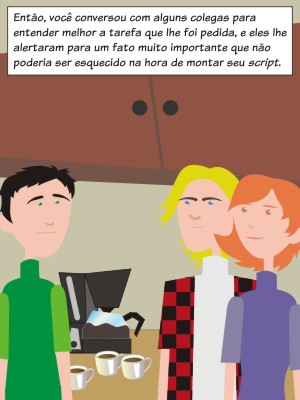 Então, você conversou com alguns colegas para
entender melhor a tarefa que lhe foi pedida, e eles lhe
alertaram para um fato muito importante que não
poderia ser esquecido na hora de montar seu script.